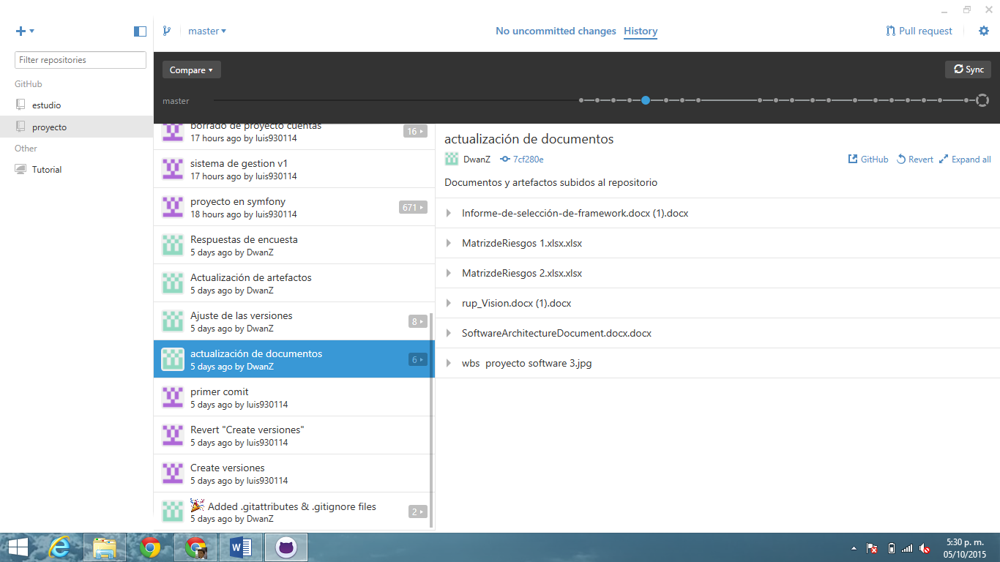 master
No uncommitted changes
History
Pull request
Filter repositories
GitHub
estudio
proyecto
Other
Tutorial
Compare
Sync
master
borrado de proyecto cuentas
17 hours ago by luis930114
16
sistema de gestion v1
17 hours ago by luis930114
proyecto en symfony
18 hours ago by luis930114
671
Respuestas de encuesta
5 days ago by DwanZ
Actualización de artefactos
5 days ago by DwanZ
Ajuste de las versiones
5 days ago by DwanZ
8
actualización de documentos
5 days ago by DwanZ
6
primer comit
5 days ago by luis930114
Revert "Create versiones"
5 days ago by luis930114
Create versiones
5 days ago by luis930114
Added .gitattributes & .gitignore files
5 days ago by DwanZ
2
actualización de documentos
DwanZ
7cf280e
GitHub
Revert
Expand all
Documentos y artefactos subidos al repositorio
Informe-de-selección-de-framework.docx (1).docx
MatrizdeRiesgos 1.xlsx.xlsx
MatrizdeRiesgos 2.xlsx.xlsx
rup_Vision.docx (1).docx
SoftwareArchitectureDocument.docx.docx
wbs  proyecto software 3.jpg
5:30 p. m.
05/10/2015